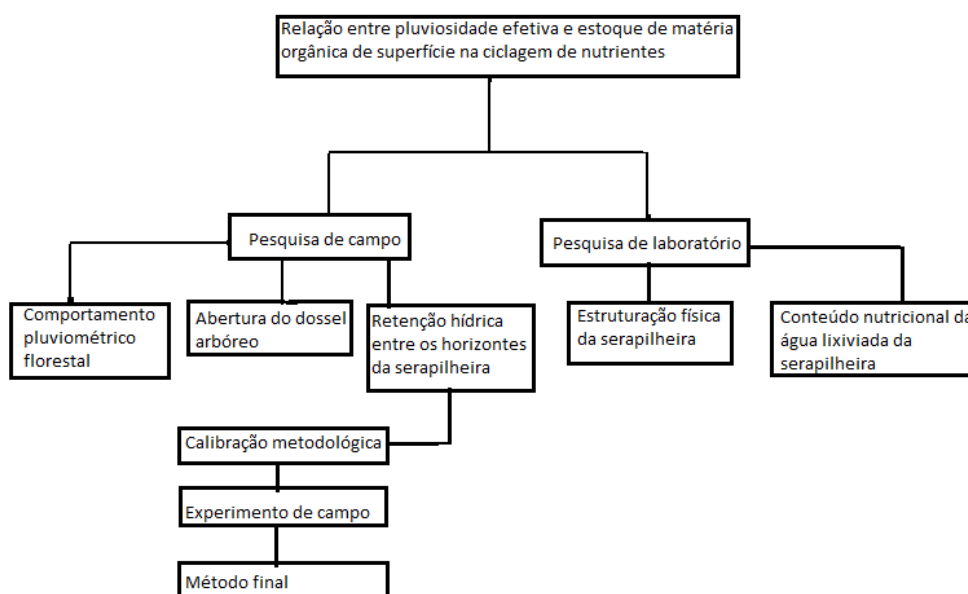 Relação entre pluviosidade efetiva e estoque de matéria
orgânica de superfície na ciclagem de nutrientes
Pesquisa de campo
Pesquisa de laboratório
Comportamento
pluviométrico
florestal
Abertura do dossel
arbóreo
Retenção hídrica
entre os horizontes
da serapilheira
Estruturação física
da serapilheira
Conteúdo nutricional da
água lixiviada da
serapilheira
Calibração metodológica
Experimento de campo
Método final